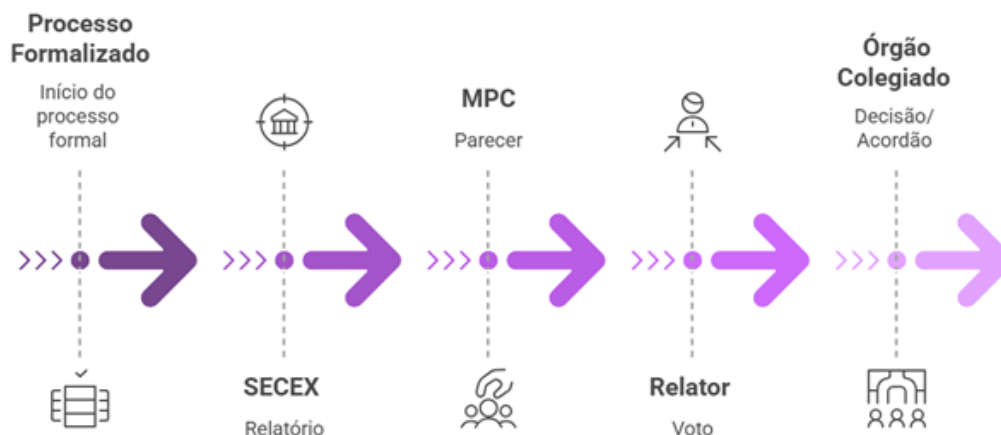 Processo
Formalizado
Início do
processo
formal
SECEX
Relatório
MPC
Parecer
Relator
Voto
Órgão
Colegiado
Decisão/
Acordão